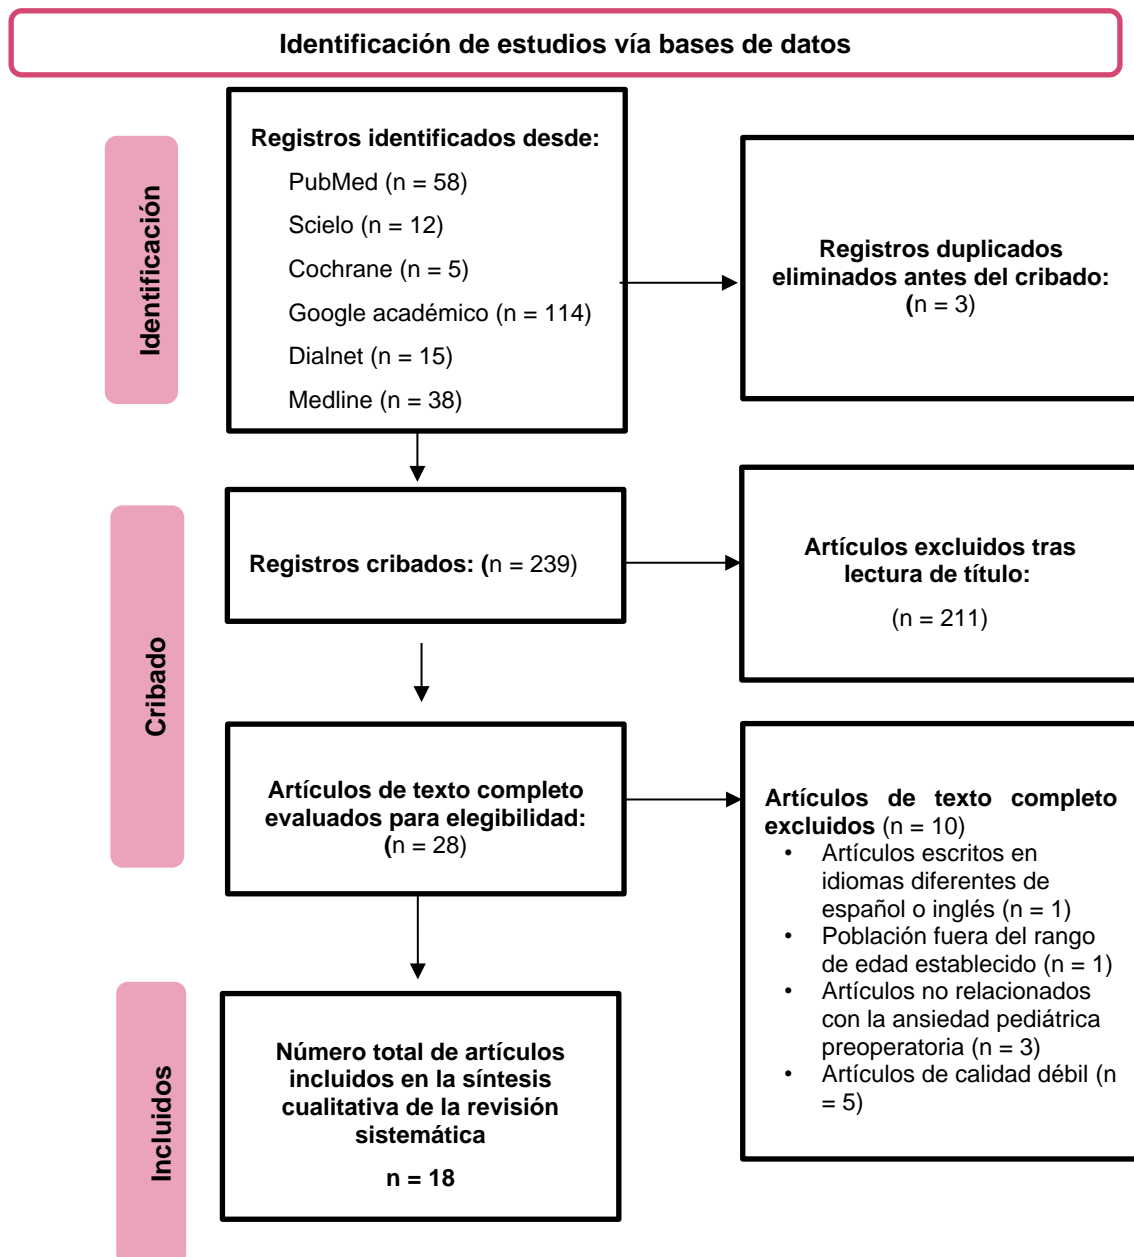 Identificación de estudios vía bases de datos
Identificación
Registros identificados desde:
PubMed (n = 58)
Scielo (n = 12)
Cochrane (n = 5)
Google académico (n = 114)
Dialnet (n = 15)
Medline (n = 38)
Registros duplicados
eliminados antes del cribado:
(n = 3)
Cribado
Registros cribados: (n = 239)
Artículos excluidos tras
lectura de título:
(n = 211)
Artículos de texto completo
evaluados para elegibilidad:
(n = 28)
Artículos de texto completo
excluidos (n = 10)
• Artículos escritos en
idiomas diferentes de
español o inglés (n = 1)
• Población fuera del rango
de edad establecido (n = 1)
• Artículos no relacionados
con la ansiedad pediátrica
preoperatoria (n = 3)
• Artículos de calidad débil (n
= 5)
Incluidos
Número total de artículos
incluidos en la síntesis
cualitativa de la revisión
sistemática
n = 18